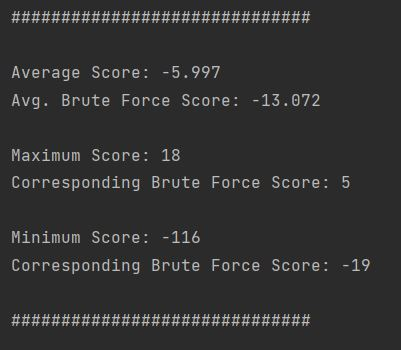 ##############################
Average Score: -5.997
Avg. Brute Force Score: -13.072
Maximum Score: 18
Corresponding Brute Force Score: 5
Minimum Score: -116
Corresponding Brute Force Score: -19
##############################